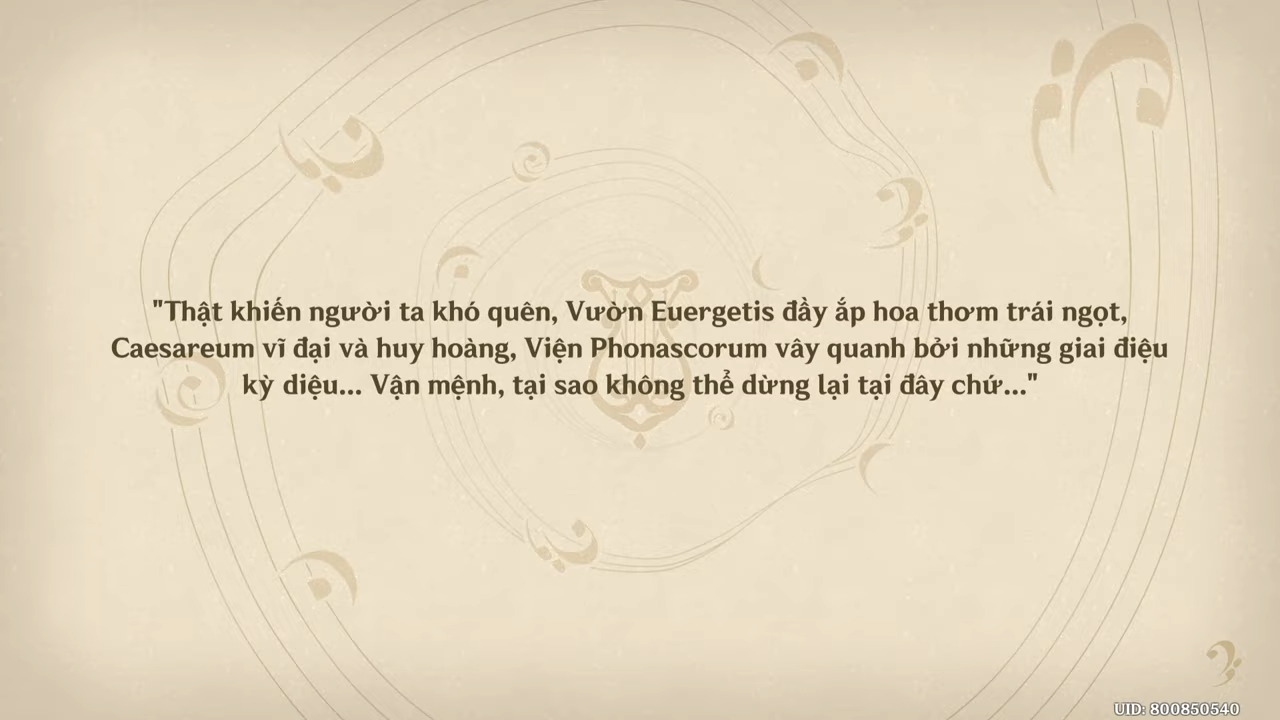 "Thật khiến người ta khó quên, Vườn Euergetis đầy ắp hoa thơm trái ngọt,
Caesareum vĩ đại và huy hoàng, Viện Phonascorum vây quanh bởi những giai điệu
kỳ diệu... Vận mệnh, tại sao không thể dừng lại tại đây chứ..."
UID: 800850540